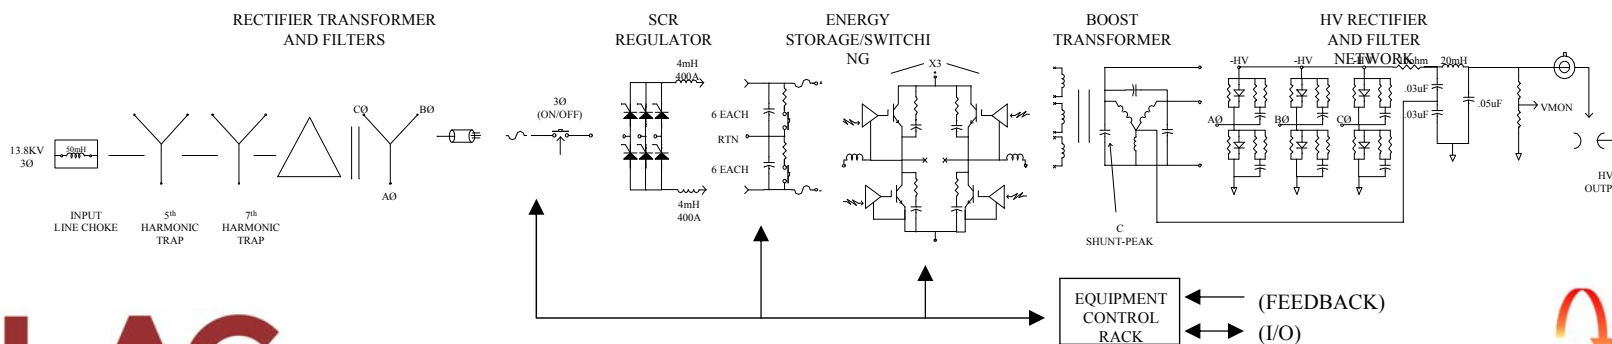 RECTIFIER TRANSFORMER
AND FILTERS
SCR
REGULATOR
ENERGY
STORAGE/SWITCHI
NG
BOOST
TRANSFORMER
HV RECTIFIER
AND FILTER
NETWORK
13.8KV
3Ø
50mH
INPUT
LINE CHOKE
5th
HARMONIC
TRAP
7th
HARMONIC
TRAP
CØ
BØ
AØ
3Ø
(ON/OFF)
4mH
400A
4mH
400A
6 EACH
RTN
6 EACH
X3
C
SHUNT-PEAK
-HV
-HV
-HV
20mH
AØ
BØ
CØ
.03uF
.03uF
.05uF
VMON
HV
OUTP
EQUIPMENT
CONTROL
RACK
(FEEDBACK)
(I/O)